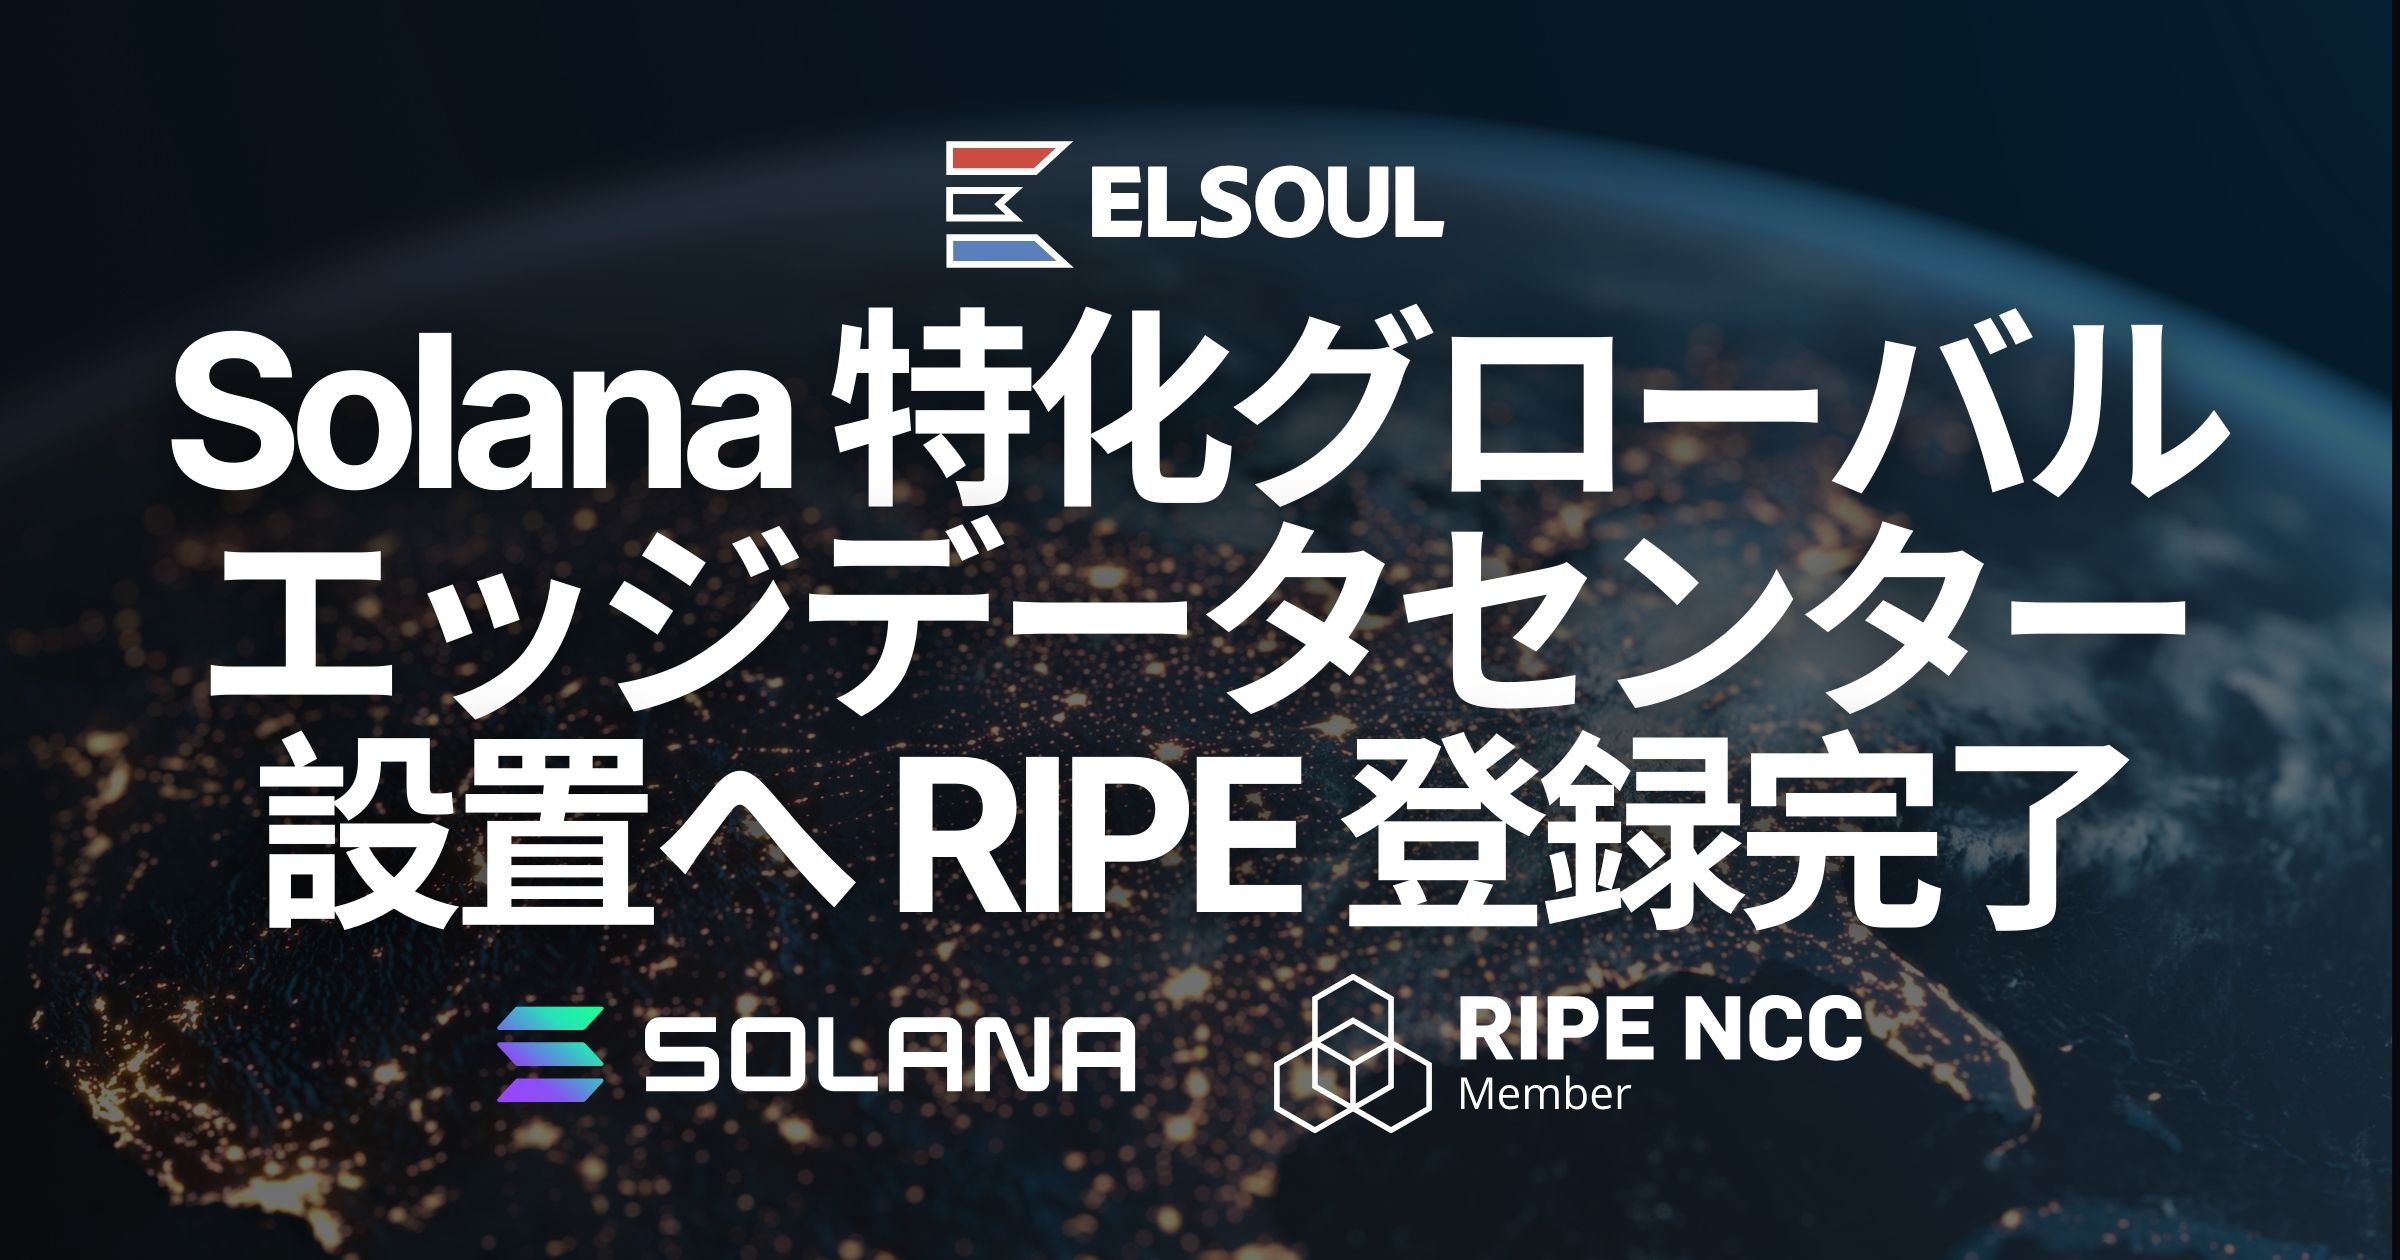 ELSOUL
Solana 特化グローバル
エッジデータセンター
設置へ RIPE 登録完了
SOLANA
RIPE NCC
Member